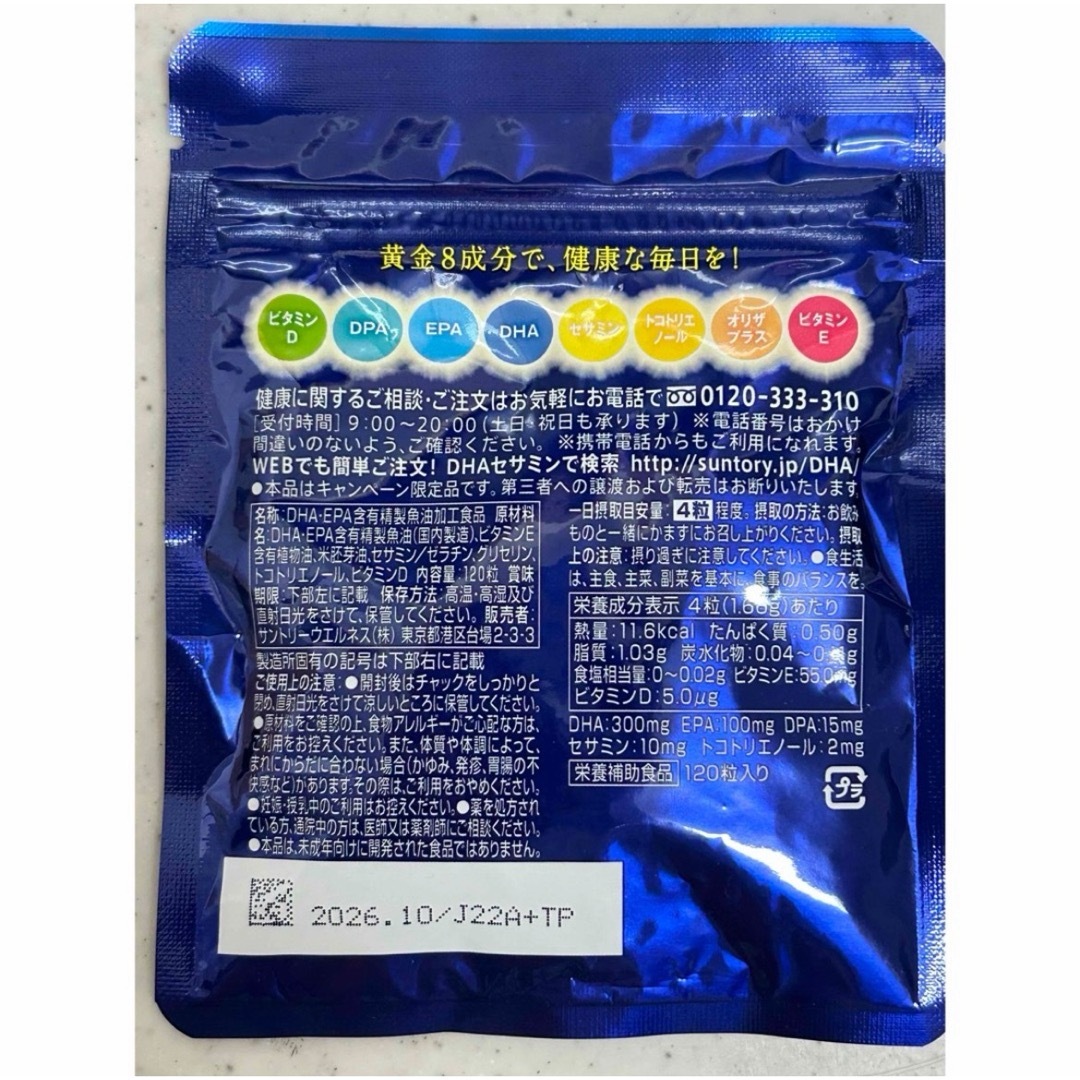 黄金8成分で、健康な毎日を!
ビタミン
D
DPA
EPA
DHA
セサミン
トコトリエ
ノール
オリザ
プラス
ビタミン
E
健康に関するご相談・ご注文はお気軽にお電話で 0120-333-310
[受付時間] 9:00〜20:00(土日・祝日も承ります) ※電話番号はおかけ
間違いのないよう、ご確認ください。 ※携帯電話からもご利用になれます。
WEBでも簡単ご注文! DHAセサミンで検索 http://suntory.jp/DHA/
●本品はキャンペーン限定品です。第三者への譲渡および転売はお断りいたします。
名称:DHA・EPA含有精製魚油加工食品 原材料
名:DHA・EPA含有精製魚油(国内製造)、ビタミンE
含有植物油、米胚芽油、セサミン/ゼラチン、グリセリン、
トコトリエノール、ビタミンD 内容量:120粒 賞味
期限:下部左に記載 保存方法:高温・高湿及び
直射日光をさけて、保管してください。 販売者:
サントリーウエルネス(株) 東京都港区台場2-3-3
製造所固有の記号は下部右に記載
ご使用上の注意:●開封後はチャックをしっかりと
閉め、直射日光をさけて涼しいところに保管してください。
●原材料をご確認の上、食物アレルギーがご心配な方は、
ご利用をお控えください。また、体質や体調によって、
まれにからだに合わない場合(かゆみ、発疹、胃腸の不
快感など)があります。その際は、ご利用をおやめください。
●妊娠・授乳中のご利用はお控えください。●薬を処方され
ている方、通院中の方は、医師又は薬剤師にご相談ください。
●本品は、未成年向けに開発された食品ではありません。
一日摂取目安量:4粒程度。摂取の方法:お飲み
ものと一緒にかまずにお召し上がりください。摂取
上の注意:摂り過ぎに注意してください。●食生活
は、主食、主菜、副菜を基本に、食事のバランスを。
栄養成分表示 4粒(1.68g)あたり
熱量:11.6kcal たんぱく質:0.50g
脂質:1.03g 炭水化物:0.04〜
食塩相当量:0〜0.02g ビタミンE:55.0mg
ビタミンD:5.0μg
DHA:300mg EPA:100mg DPA:15mg
セサミン:10mg トコトリエノール:2mg
栄養補助食品 120粒入り
プラ
2026.10/J22A+TP